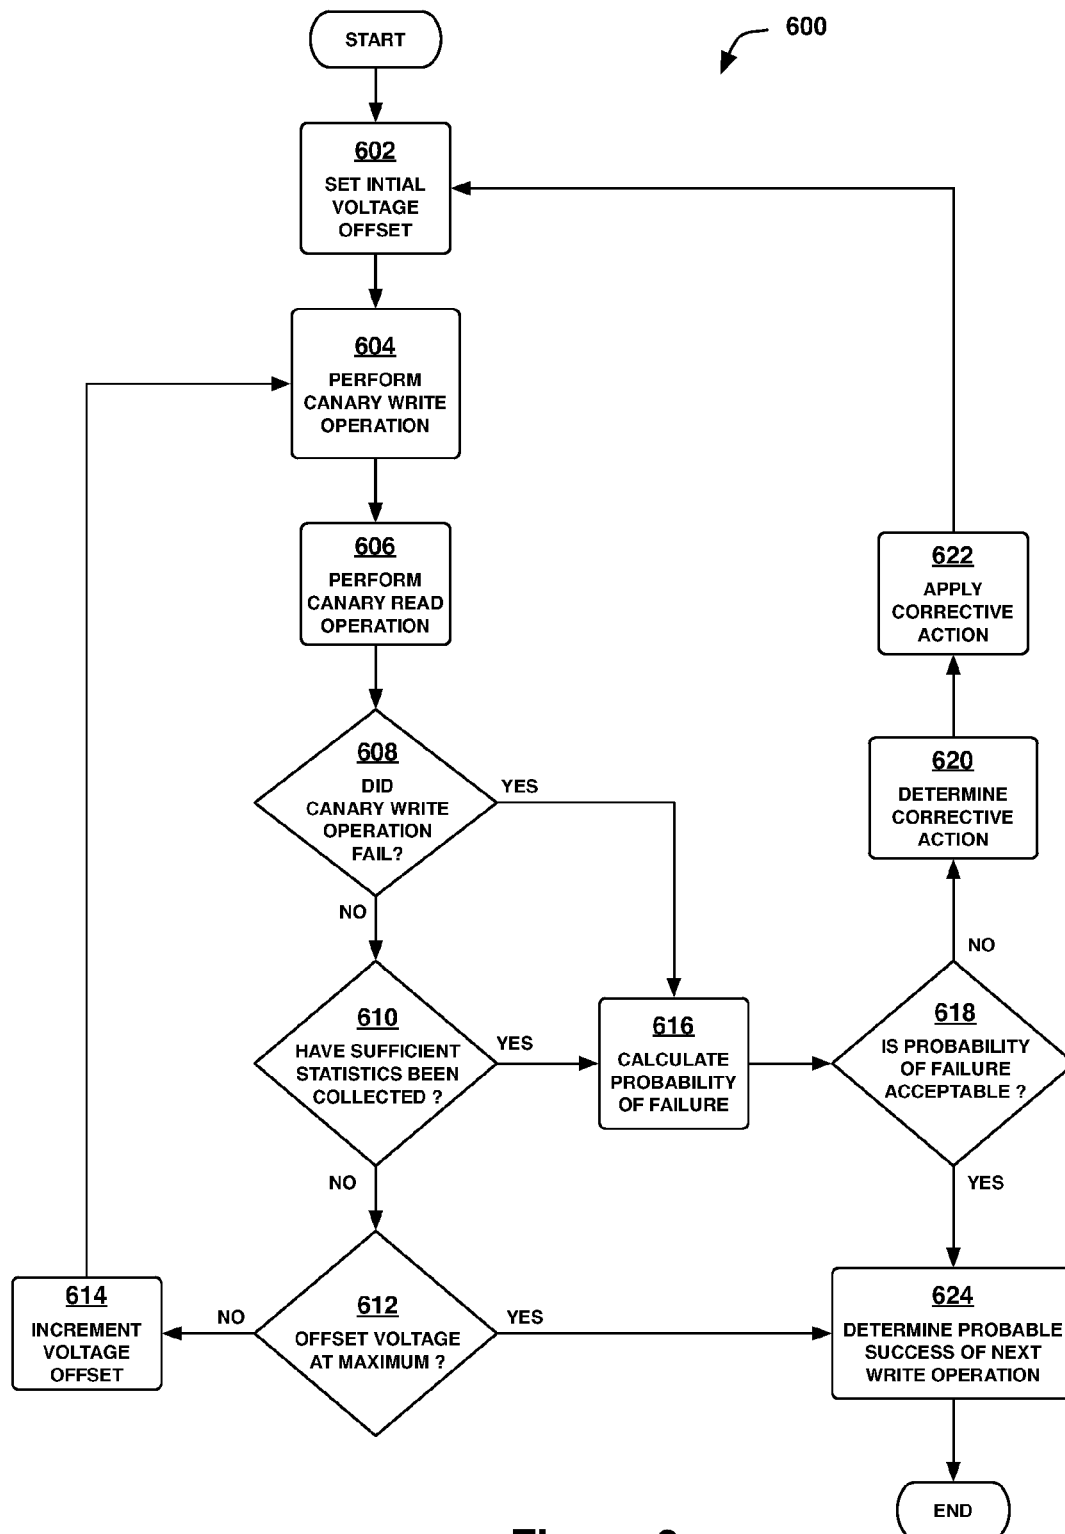 START
600
602
SET INTIAL
VOLTAGE
OFFSET
604
PERFORM
CANARY WRITE
OPERATION
606
PERFORM
CANARY READ
OPERATION
622
APPLY
CORRECTIVE
ACTION
608
DID
CANARY WRITE
OPERATION
FAIL?
YES
NO
620
DETERMINE
CORRECTIVE
ACTION
NO
610
HAVE SUFFICIENT
STATISTICS BEEN
COLLECTED ?
YES
NO
616
CALCULATE
PROBABILITY
OF FAILURE
618
IS PROBABILITY
OF FAILURE
ACCEPTABLE ?
YES
614
INCREMENT
VOLTAGE
OFFSET
NO
612
OFFSET VOLTAGE
AT MAXIMUM ?
YES
624
DETERMINE PROBABLE
SUCCESS OF NEXT
WRITE OPERATION
END